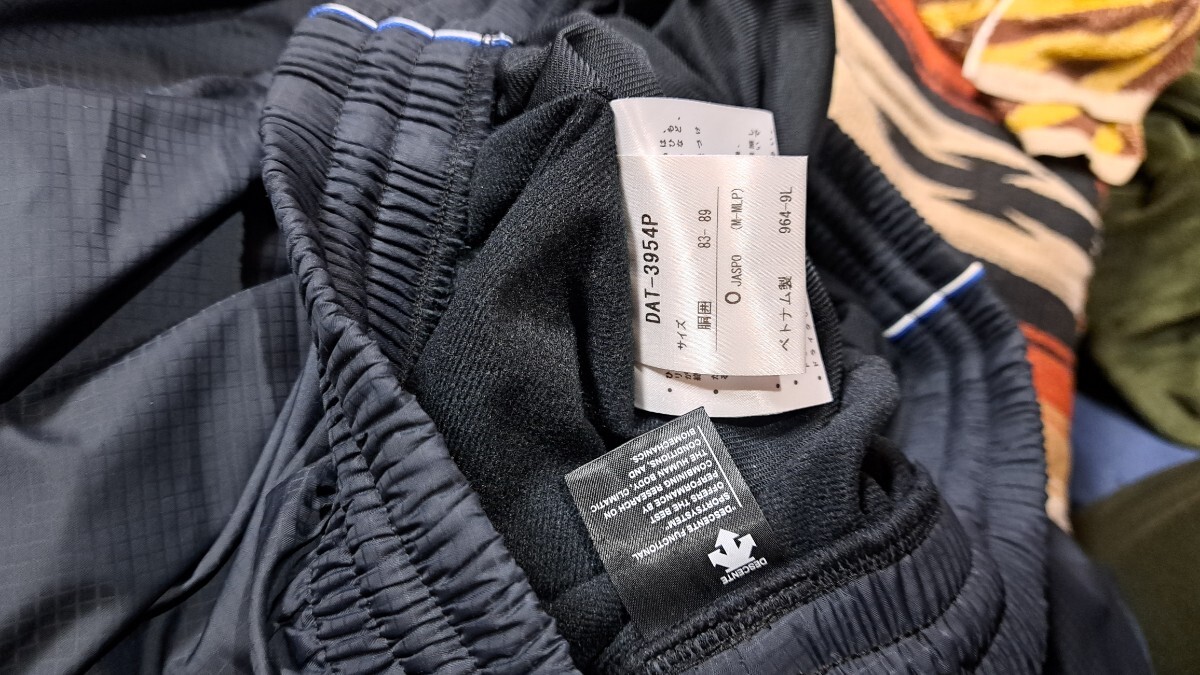 DAT-3954P
サイズ
胴囲 83- 89
O JASPO (M-MLP)
ベトナム製 964-9L
DESCENTE
"DESCENTE FUNCTIONAL
SPORTSYSTEM"
OFFERS THE BEST
PERFORMANCE BY
COMBINING RESEARCH ON
THE HUMAN BODY, CLIMATIC
CONDITIONS AND
BIOMECHANICS.